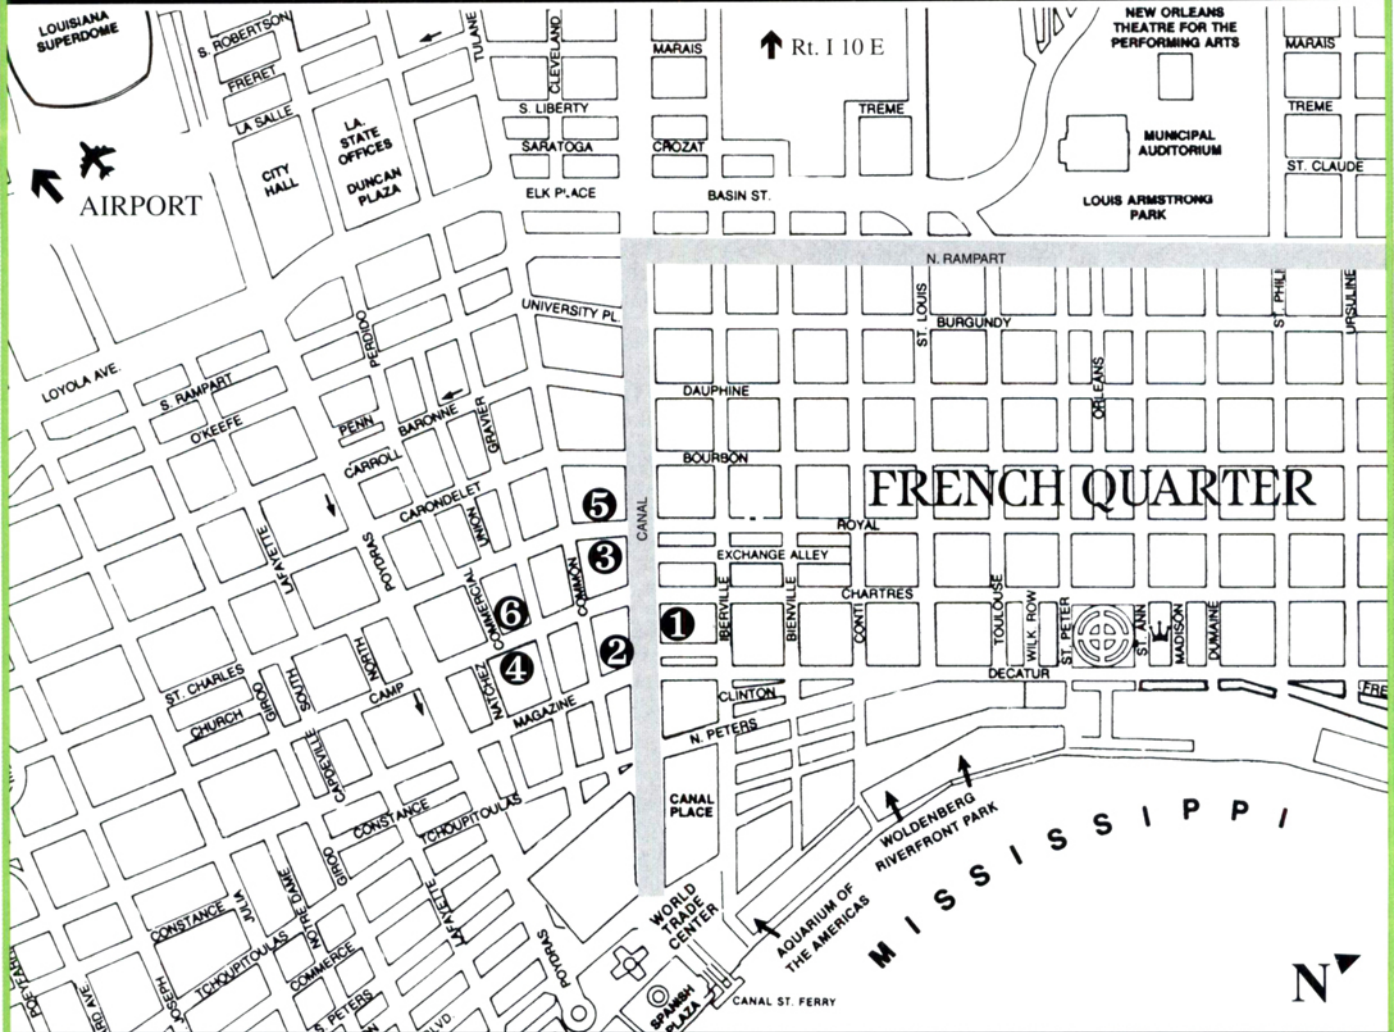 LOUISIANA
SUPERDOME
S. ROBERTSON
FRERET
LA SALLE
TULANE
CLEVELAND
MARAIS
Rt. I 10 E
NEW ORLEANS
THEATRE FOR THE
PERFORMING ARTS
MARAIS
S. LIBERTY
TREME
TREME
LA.
STATE
OFFICES
DUNCAN
PLAZA
CITY
HALL
SARATOGA
CROZAT
MUNICIPAL
AUDITORIUM
ST. CLAUDE
AIRPORT
ELK PLACE
BASIN ST.
LOUIS ARMSTRONG
PARK
N. RAMPART
UNIVERSITY PL.
ST. LOUIS
BURGUNDY
ST. PHILI
URSULINE
PERDIDO
LOYOLA AVE.
S. RAMPART
O'KEEFE
PENN
BARONNE
GRAVIER
DAUPHINE
ORLEANS
CARROLL
BOURBON
FRENCH QUARTER
CARONDELET
UNION
5
CANAL
ROYAL
LAFAYETTE
POYDRAS
3
EXCHANGE ALLEY
COMMERCIAL
COMMON
6
1
IBERVILLE
BIENVILLE
CHARTRES
CONTI
TOULOUSE
WILK ROW
ST. PETER
ST. ANN
MADISON
DUMAINE
2
4
NORTH
SOUTH
ST. CHARLES
GIROD
CHURCH
CAMP
NATCHEZ
MAGAZINE
DECATUR
CLINTON
FRE
N. PETERS
CAPDEVILLE
CANAL
PLACE
CONSTANCE
TCHOUPITOULAS
WOLDENBERG
RIVERFRONT PARK
MISSISSIPPI
GIROD
NOTRE DAME
JULIA
LAFAYETTE
CONSTANCE
TCHOUPITOULAS
COMMERCE
S. PETERS
POYDRAS
WORLD
TRADE
CENTER
AQUARIUM OF
THE AMERICAS
POEYFARR
RD AVE
JOSEPH
BLVD.
SPANISH
PLAZA
CANAL ST. FERRY
N